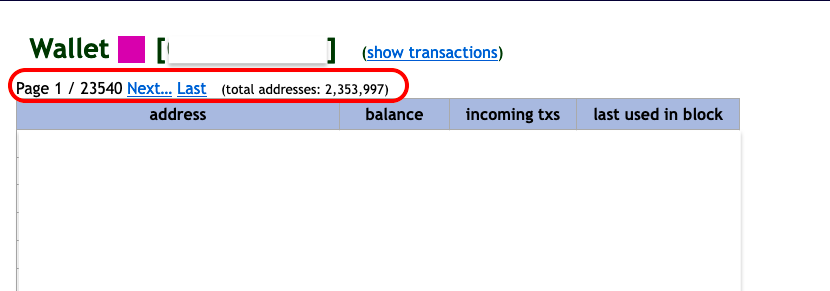 Wallet [ ] (show transactions)
Page 1 / 23540 Next... Last (total addresses: 2,353,997)
address balance incoming txs last used in block